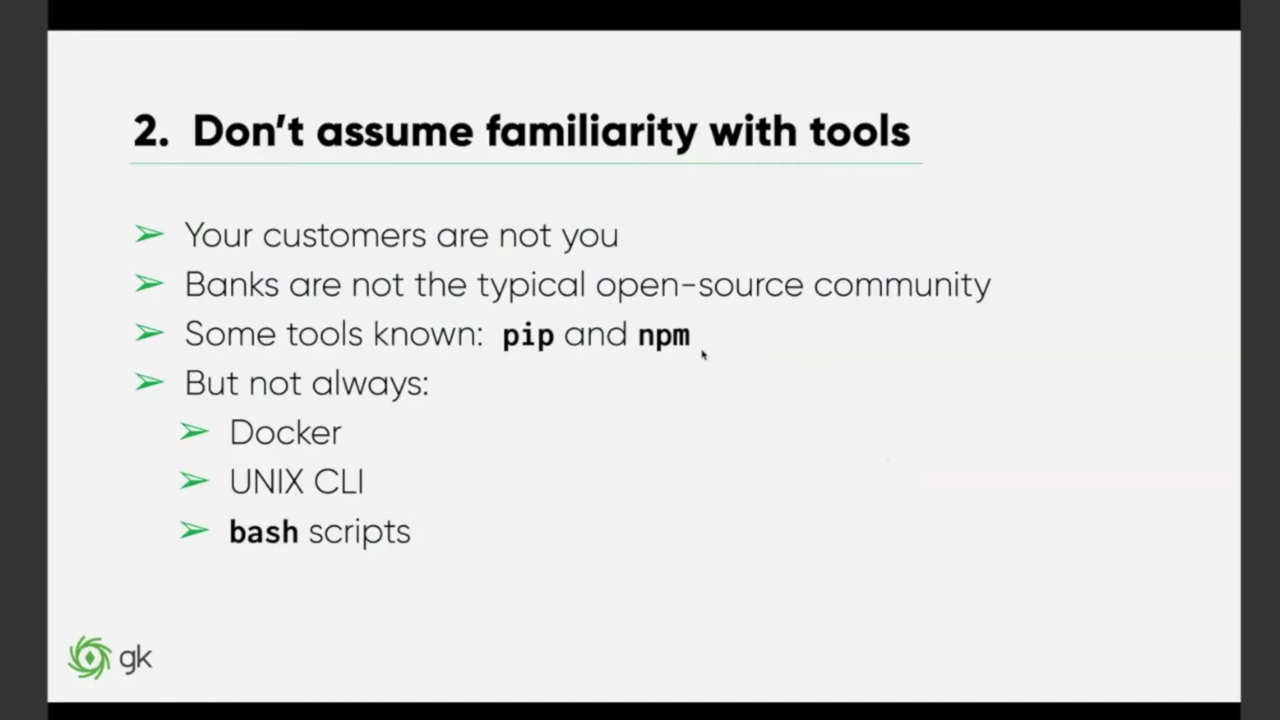 2. Don't assume familiarity with tools
➢ Your customers are not you
➢ Banks are not the typical open-source community
➢ Some tools known: pip and npm
➢ But not always:
➢ Docker
➢ UNIX CLI
➢ bash scripts
gk